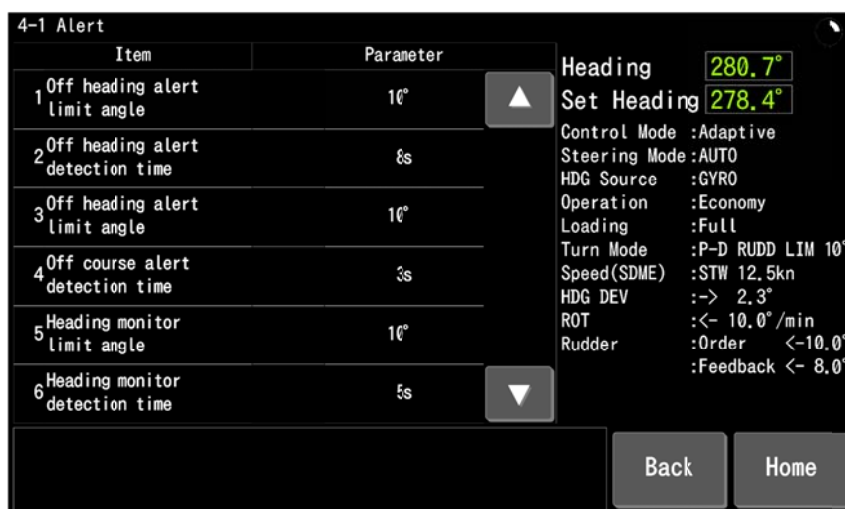 4-1 Alert
Item Parameter
1 Off heading alert limit angle 10°
2 Off heading alert detection time 8s
3 Off heading alert limit angle 10°
4 Off course alert detection time 3s
5 Heading monitor limit angle 10°
6 Heading monitor detection time 5s
Heading 280.7°
Set Heading 278.4°
Control Mode :Adaptive
Steering Mode:AUTO
HDG Source :GYRO
Operation :Economy
Loading :Full
Turn Mode :P-D RUDD LIM 10°
Speed(SDME) :STW 12.5kn
HDG DEV :-> 2.3°
ROT :<- 10.0°/min
Rudder :Order <-10.0°
:Feedback <- 8.0°
Back Home